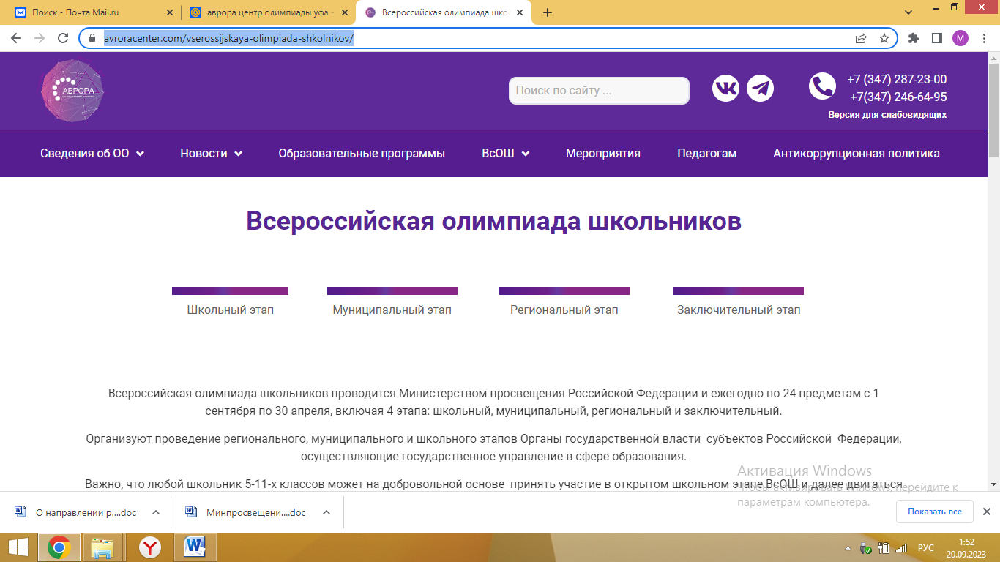 Поиск - Почта Mail.ru
аврора центр олимпиады уфа -
Всероссийская олимпиада шко
avroracenter.com/vserossijskaya-olimpiada-shkolnikov/
М
АВРОРА
Поиск по сайту ...
+7 (347) 287-23-00
+7(347) 246-64-95
Версия для слабовидящих
Сведения об ОО
Новости
Образовательные программы
ВсОШ
Мероприятия
Педагогам
Антикоррупционная политика
Всероссийская олимпиада школьников
Школьный этап
Муниципальный этап
Региональный этап
Заключительный этап
Всероссийская олимпиада школьников проводится Министерством просвещения Российской Федерации и ежегодно по 24 предметам с 1
сентября по 30 апреля, включая 4 этапа: школьный, муниципальный, региональный и заключительный.
Организуют проведение регионального, муниципального и школьного этапов Органы государственной власти субъектов Российской Федерации,
осуществляющие государственное управление в сфере образования.
Важно, что любой школьник 5-11-х классов может на добровольной основе принять участие в открытом школьном этапе ВсОШ и далее двигаться
Активация Windows
Чтобы активировать Windows, перейдите к
параметрам компьютера.
О направлении р....doc
Минпросвещени....doc
Показать все
РУС
1:52
20.09.2023